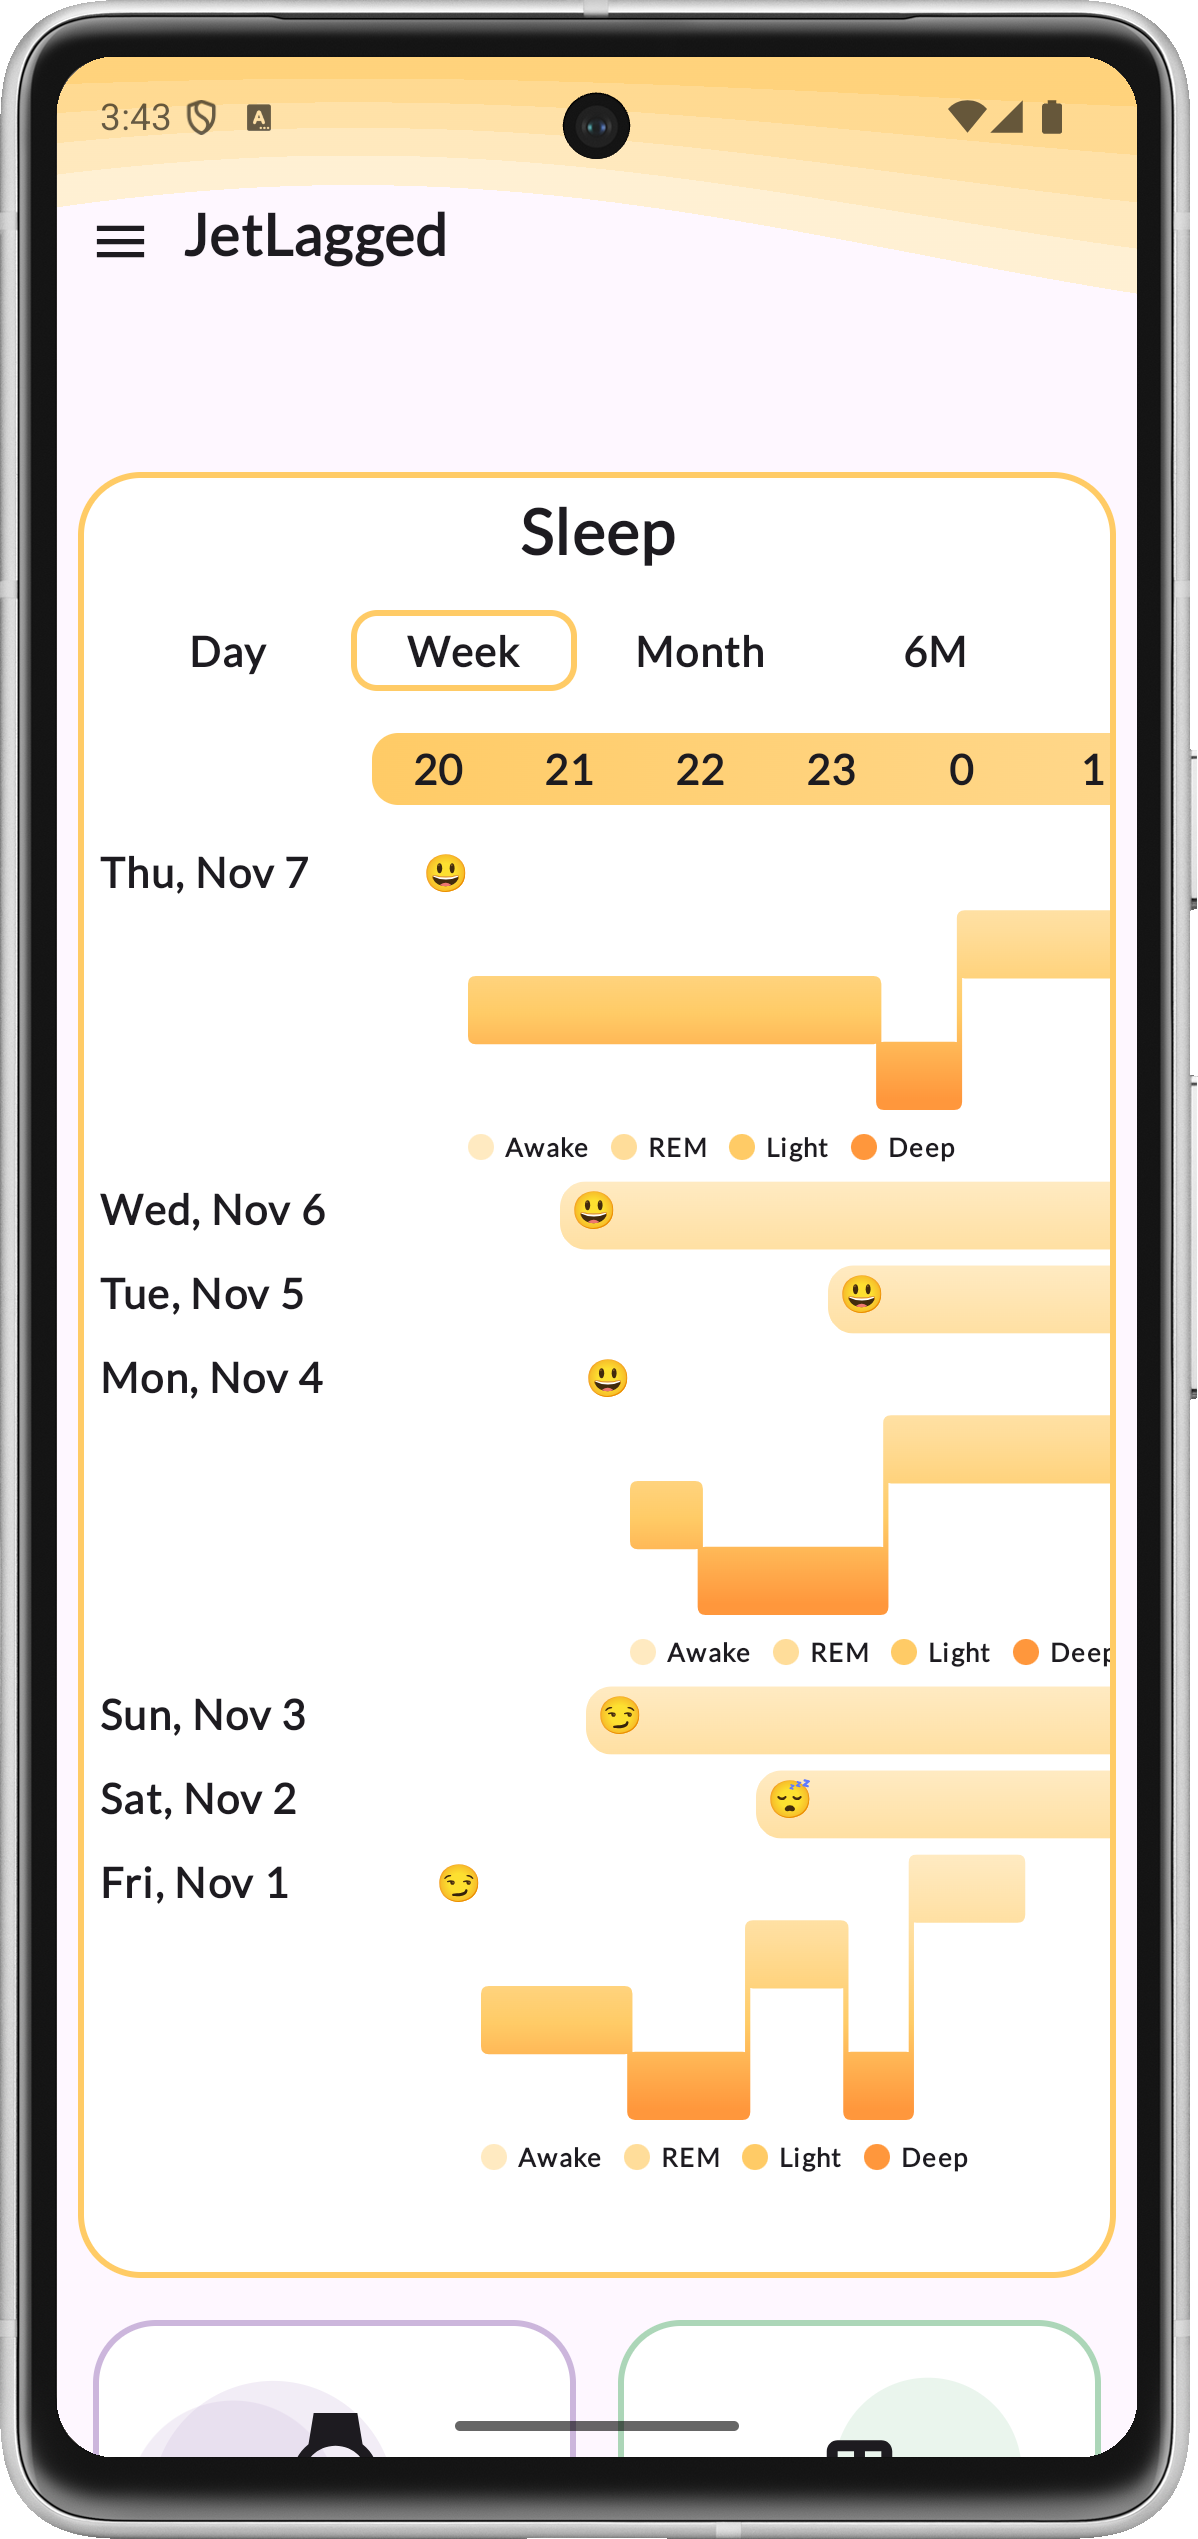 3:43
JetLagged
Sleep
Day Week Month 6M
20 21 22 23 0 1
Thu, Nov 7
Awake REM Light Deep
Wed, Nov 6
Tue, Nov 5
Mon, Nov 4
Awake REM Light Deep
Sun, Nov 3
Sat, Nov 2
Fri, Nov 1
Awake REM Light Deep